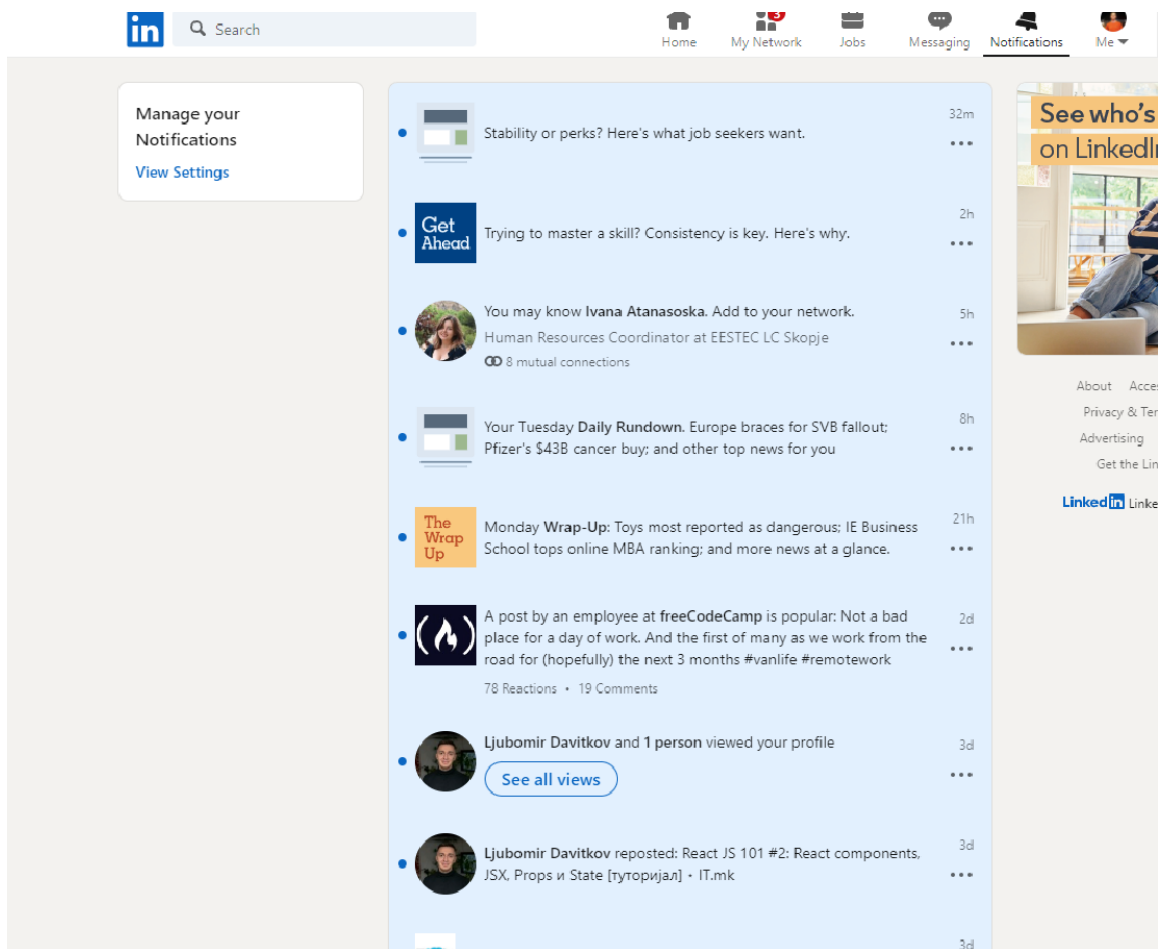 in
Search
Home
3
My Network
Jobs
Messaging
Notifications
Me
Manage your
Notifications
View Settings
Stability or perks? Here's what job seekers want.
32m
Get
Ahead
Trying to master a skill? Consistency is key. Here's why.
2h
You may know Ivana Atanasoska. Add to your network.
Human Resources Coordinator at EESTEC LC Skopje
8 mutual connections
5h
Your Tuesday Daily Rundown. Europe braces for SVB fallout;
Pfizer's $43B cancer buy; and other top news for you
8h
The
Wrap
Up
Monday Wrap-Up: Toys most reported as dangerous; IE Business
School tops online MBA ranking; and more news at a glance.
21h
A post by an employee at freeCodeCamp is popular: Not a bad
place for a day of work. And the first of many as we work from the
road for (hopefully) the next 3 months #vanlife #remotework
78 Reactions • 19 Comments
2d
Ljubomir Davitkov and 1 person viewed your profile
See all views
3d
Ljubomir Davitkov reposted: React JS 101 #2: React components,
JSX, Props и State [туторијал] - IT.mk
3d
3d
See who's
on LinkedI
About Acce
Privacy & Ter
Advertising
Get the Lin
Linkedin Linke